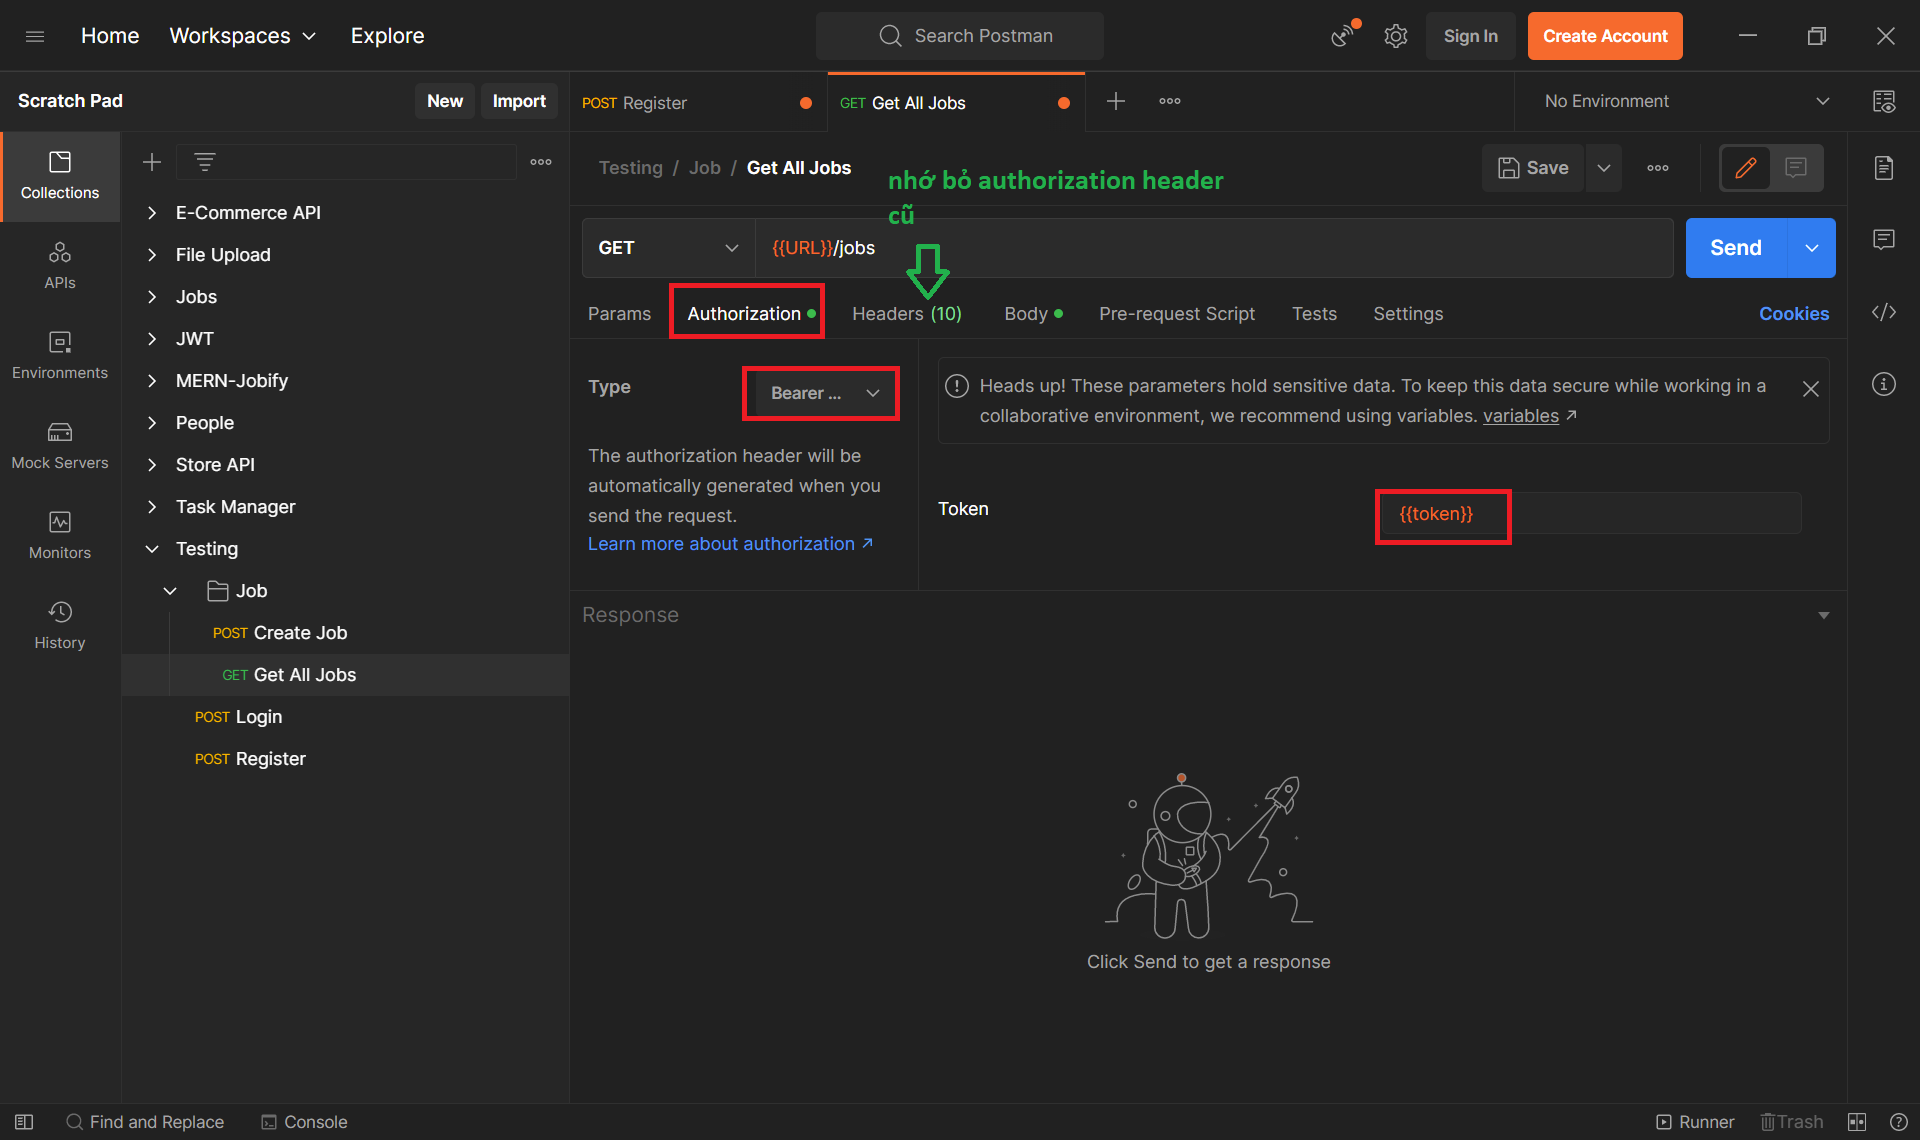 Home Workspaces Explore
Search Postman
Sign In Create Account
Scratch Pad
New Import
POST Register
GET Get All Jobs
No Environment
Collections
APIs
Environments
Mock Servers
Monitors
History
E-Commerce API
File Upload
Jobs
JWT
MERN-Jobify
People
Store API
Task Manager
Testing
Job
POST Create Job
GET Get All Jobs
POST Login
POST Register
Testing / Job / Get All Jobs
nhớ bỏ authorization header
cũ
Save
GET {{URL}}/jobs
Send
Params Authorization Headers (10) Body Pre-request Script Tests Settings Cookies
Type Bearer ...
The authorization header will be
automatically generated when you
send the request.
Learn more about authorization ↗
Heads up! These parameters hold sensitive data. To keep this data secure while working in a
collaborative environment, we recommend using variables. variables ↗
Token {{token}}
Response
Click Send to get a response
Find and Replace Console
Runner Trash